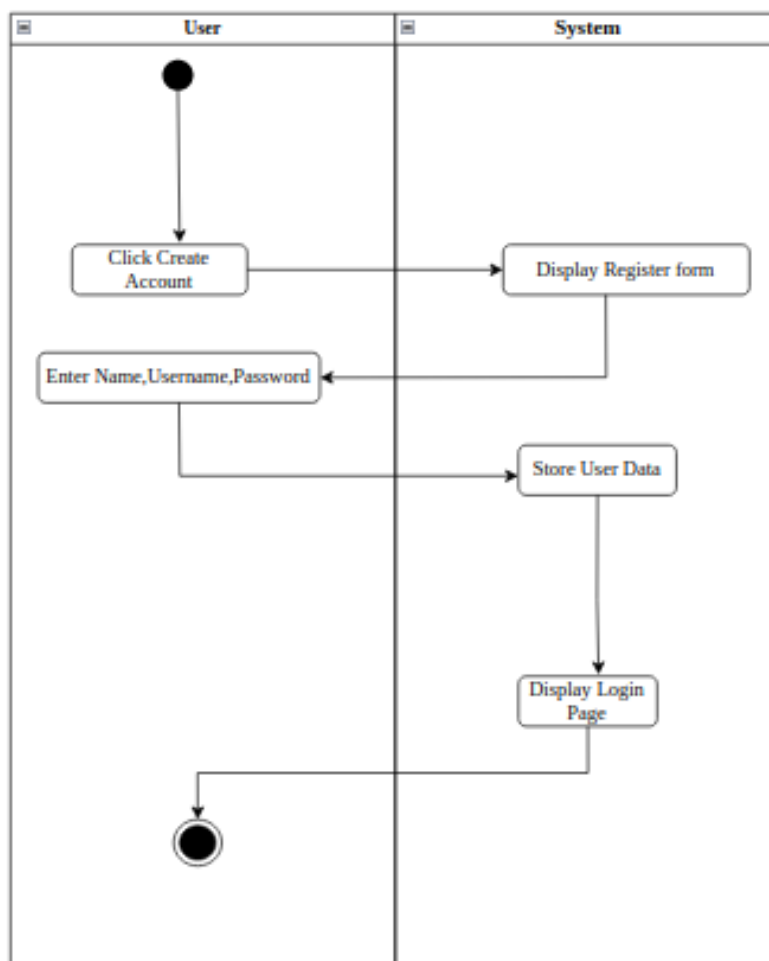 User
System
Click Create
Account
Display Register form
Enter Name,Username,Password
Store User Data
Display Login
Page